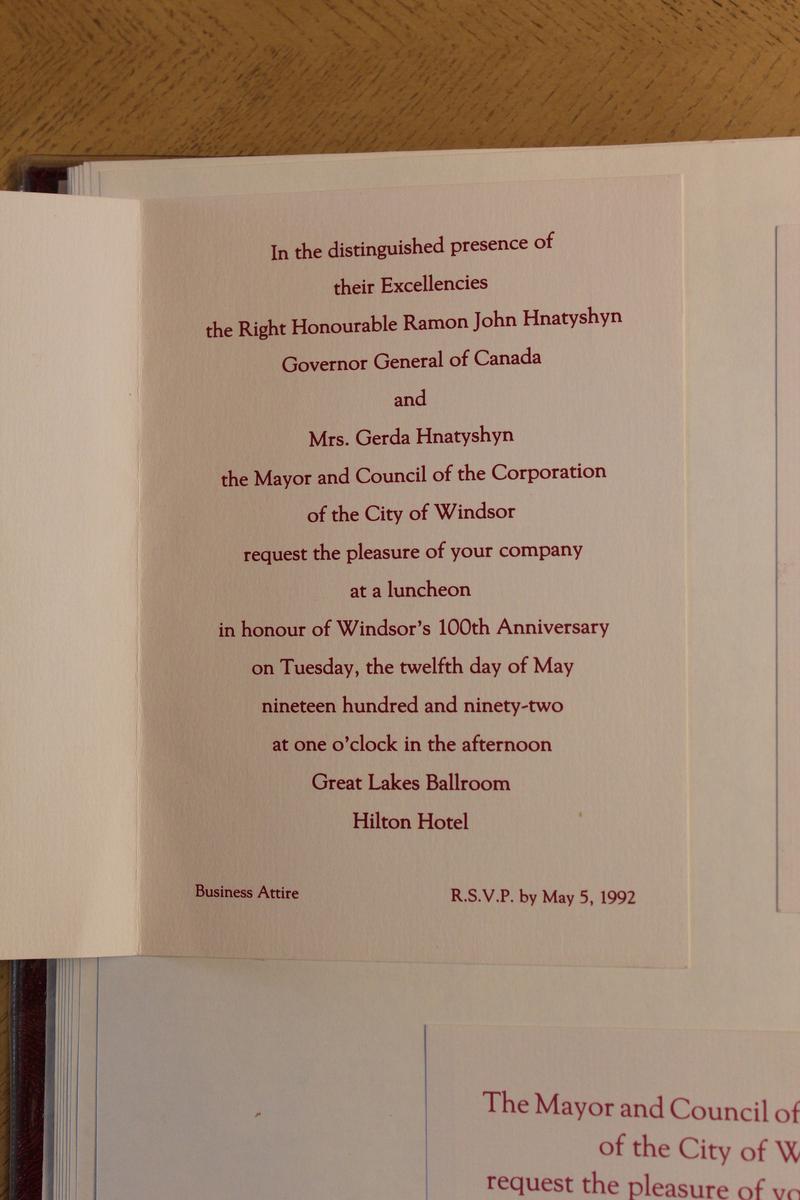 In the distinguished presence of
their Excellencies
the Right Honourable Ramon John Hnatyshyn
Governor General of Canada
and
Mrs. Gerda Hnatyshyn
the Mayor and Council of the Corporation
of the City of Windsor
request the pleasure of your company
at a luncheon
in honour of Windsor's 100th Anniversary
on Tuesday, the twelfth day of May
nineteen hundred and ninety-two
at one o'clock in the afternoon
Great Lakes Ballroom
Hilton Hotel
Business Attire
R.S.V.P. by May 5, 1992
The Mayor and Council of
of the City of
request the pleasure of